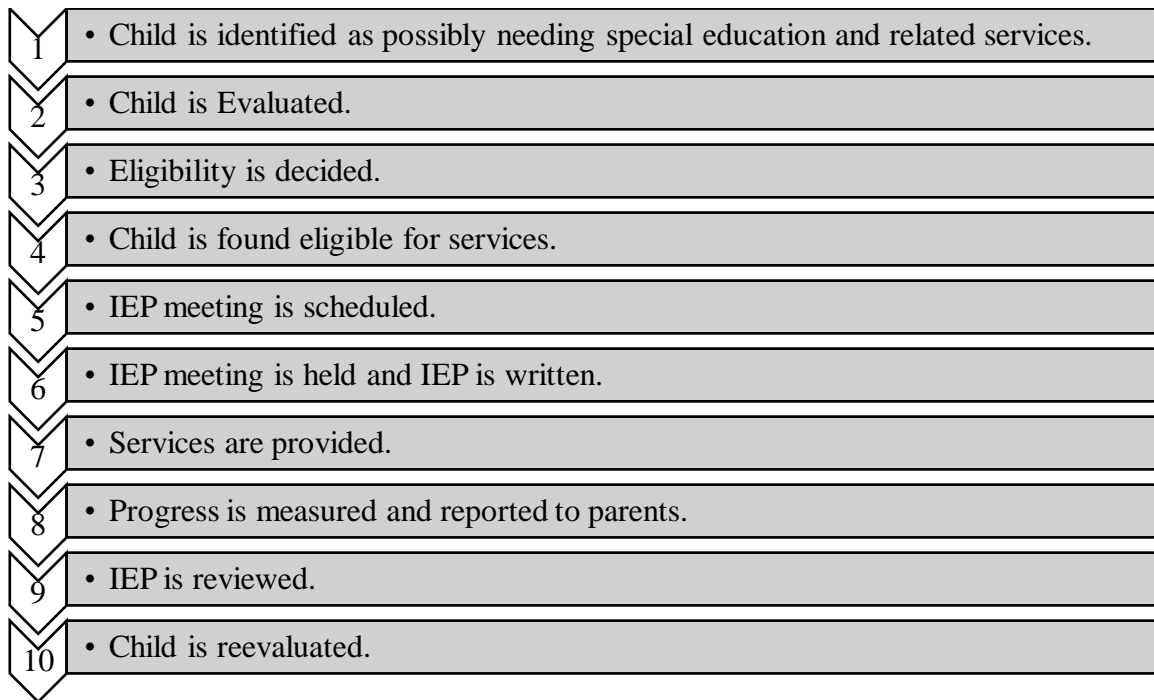 1 • Child is identified as possibly needing special education and related services.
2 • Child is Evaluated.
3 • Eligibility is decided.
4 • Child is found eligible for services.
5 • IEP meeting is scheduled.
6 • IEP meeting is held and IEP is written.
7 • Services are provided.
8 • Progress is measured and reported to parents.
9 • IEP is reviewed.
10 • Child is reevaluated.